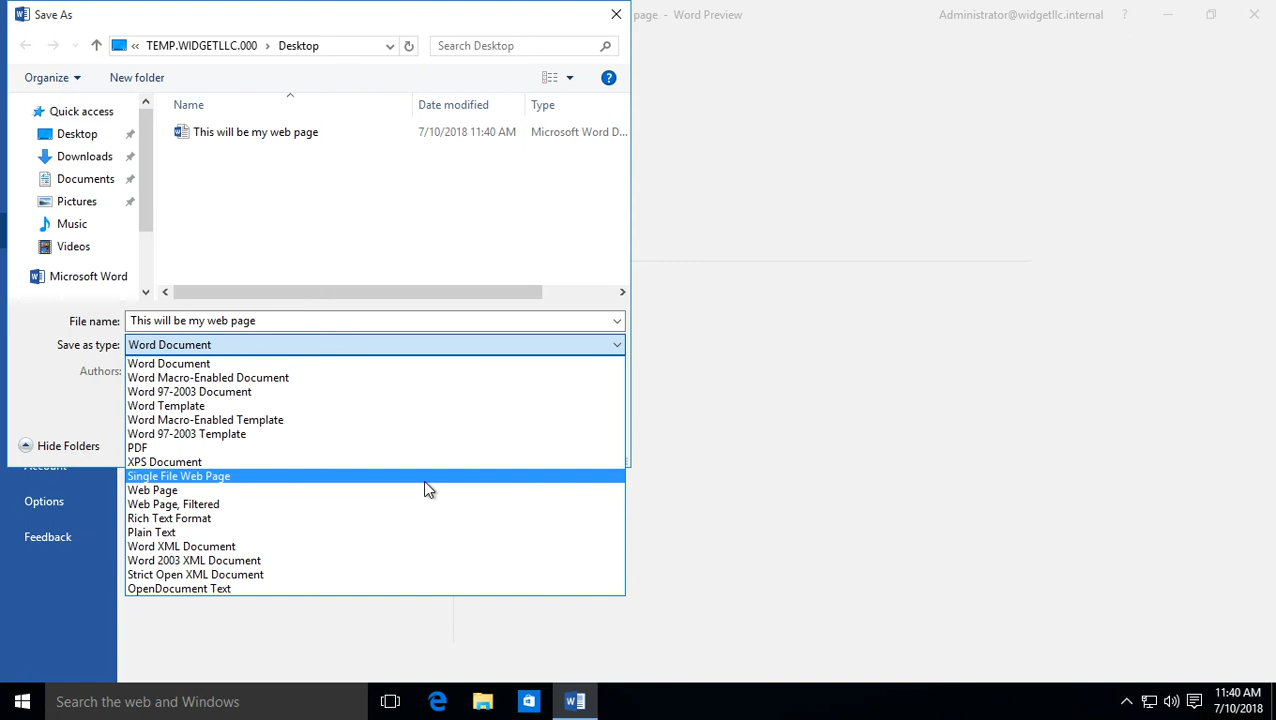 Save As
page - Word Preview
Administrator@widgetllc.internal
?
«
TEMP.WIDGETLLC.000 > Desktop
Search Desktop
Organize
New folder
?
Quick access
Desktop
Downloads
Documents
Pictures
Music
Videos
Microsoft Word
Name
Date modified
Type
This will be my web page
7/10/2018 11:40 AM
Microsoft Word D...
File name:
This will be my web page
Save as type:
Word Document
Authors:
Word Document
Word Macro-Enabled Document
Word 97-2003 Document
Word Template
Word Macro-Enabled Template
Word 97-2003 Template
PDF
XPS Document
Single File Web Page
Web Page
Web Page, Filtered
Rich Text Format
Plain Text
Word XML Document
Word 2003 XML Document
Strict Open XML Document
OpenDocument Text
Hide Folders
Account
Options
Feedback
Search the web and Windows
11:40 AM
7/10/2018